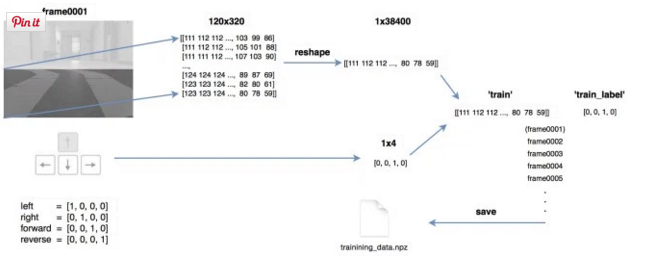 frame0001
Pin it
120x320
[[111 112 112 ..., 103 99 86]
[111 112 112 ..., 105 101 88]
[111 111 112 ..., 107 103 90]
...,
[124 124 124 ..., 89 87 69]
[123 123 124 ..., 82 80 61]
[123 123 124 ..., 80 78 59]]
reshape
1x38400
[[111 112 112 ..., 80 78 59]]
'train'
[[111 112 112 ..., 80 78 59]]
(frame0001)
frame0002
frame0003
frame0004
frame0005
.
.
.
'train_label'
[0, 0, 1, 0]
1x4
[0, 0, 1, 0]
left = [1, 0, 0, 0]
right = [0, 1, 0, 0]
forward = [0, 0, 1, 0]
reverse = [0, 0, 0, 1]
save
trainining_data.npz